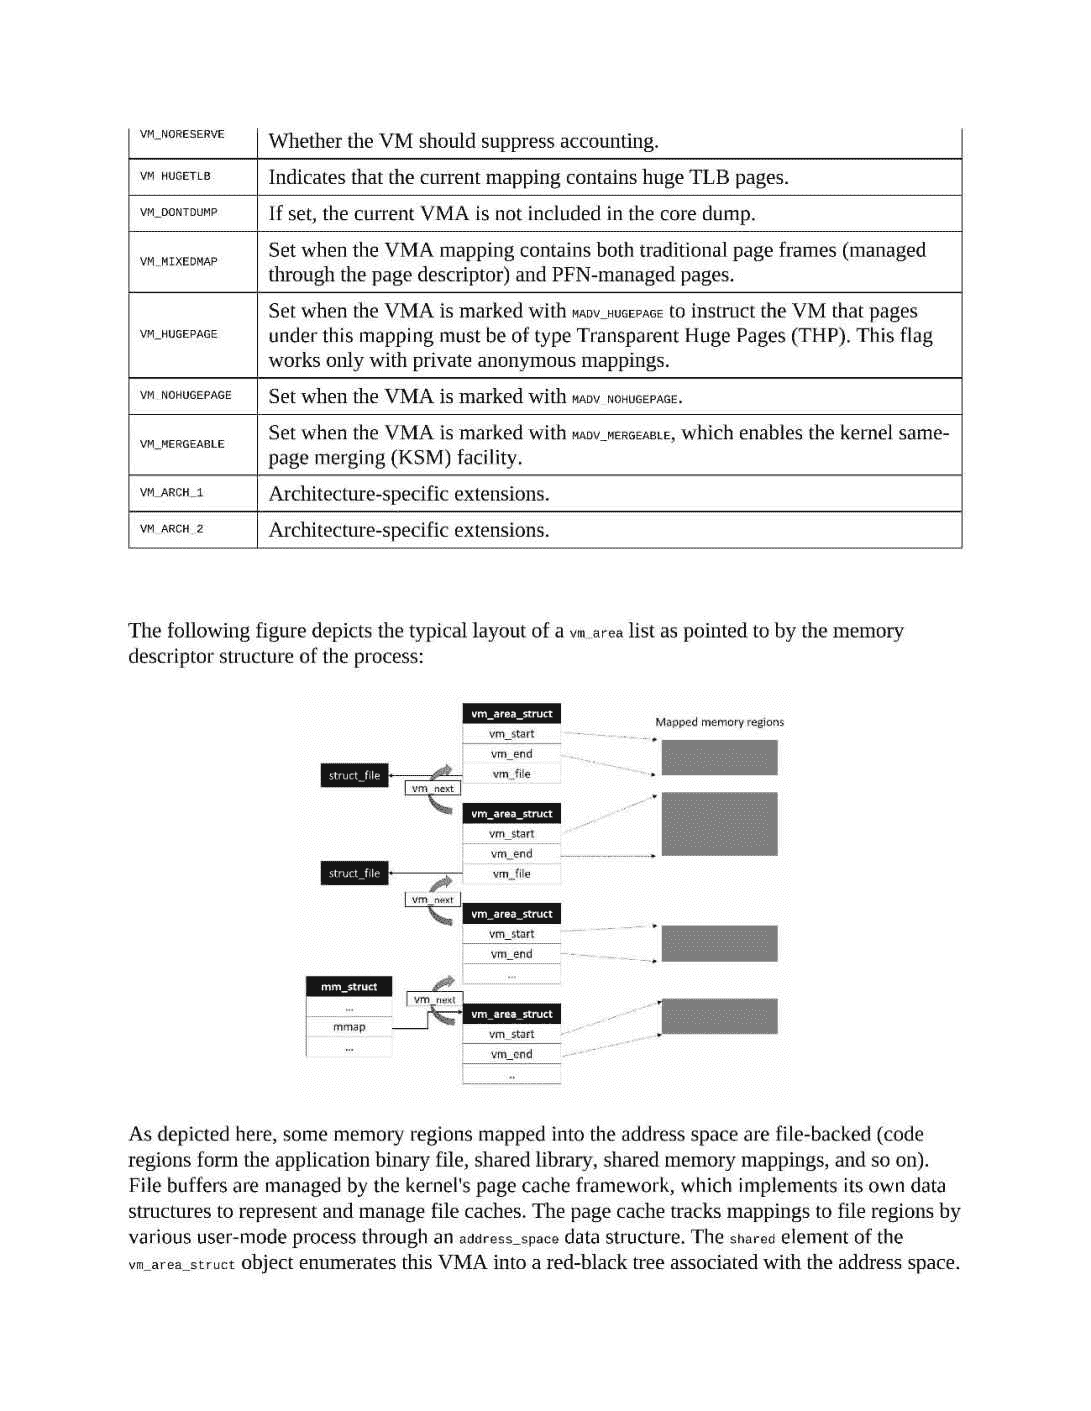 VM_NORESERVE
Whether the VM should suppress accounting.
VM HUGETLB
Indicates that the current mapping contains huge TLB pages.
VM_DONTDUMP
If set, the current VMA is not included in the core dump.
VM_MIXEDMAP
Set when the VMA mapping contains both traditional page frames (managed
through the page descriptor) and PFN-managed pages.
VM_HUGEPAGE
Set when the VMA is marked with MADV_HUGEPAGE to instruct the VM that pages
under this mapping must be of type Transparent Huge Pages (THP). This flag
works only with private anonymous mappings.
VM_NOHUGEPAGE
Set when the VMA is marked with MADV_NOHUGEPAGE.
VM_MERGEABLE
Set when the VMA is marked with MADV_MERGEABLE, which enables the kernel same-
page merging (KSM) facility.
VM_ARCH_1
Architecture-specific extensions.
VM_ARCH_2
Architecture-specific extensions.
The following figure depicts the typical layout of a vm_area list as pointed to by the memory
descriptor structure of the process:
vm_area_struct
vm_start
vm_end
vm_file
Mapped memory regions
struct_file
vm_next
vm_area_struct
vm_start
vm_end
vm_file
struct_file
vm_next
vm_area_struct
vm_start
vm_end
...
mm_struct
...
mmap
...
vm_next
vm_area_struct
vm_start
vm_end
..
As depicted here, some memory regions mapped into the address space are file-backed (code
regions form the application binary file, shared library, shared memory mappings, and so on).
File buffers are managed by the kernel's page cache framework, which implements its own data
structures to represent and manage file caches. The page cache tracks mappings to file regions by
various user-mode process through an address_space data structure. The shared element of the
vm_area_struct object enumerates this VMA into a red-black tree associated with the address space.